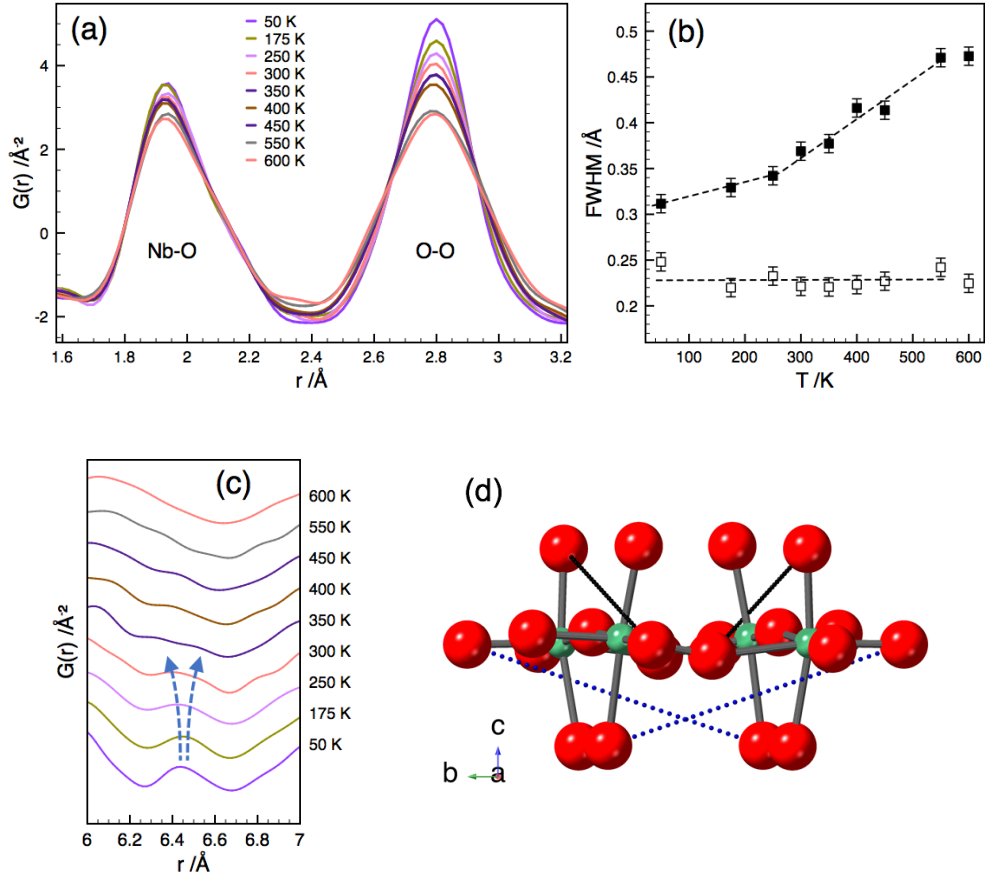 (a)
50 K
175 K
250 K
300 K
350 K
400 K
450 K
550 K
600 K
G(r) /Å⁻²
4
2
0
-2
Nb-O
O-O
1.6
1.8
2
2.2
2.4
2.6
2.8
3
3.2
r /Å
(b)
FWHM /Å
0.5
0.45
0.4
0.35
0.3
0.25
0.2
100
200
300
400
500
600
T /K
(c)
G(r) /Å⁻²
600 K
550 K
450 K
400 K
350 K
300 K
250 K
175 K
50 K
6
6.2
6.4
6.6
6.8
7
r /Å
(d)
c
b
a